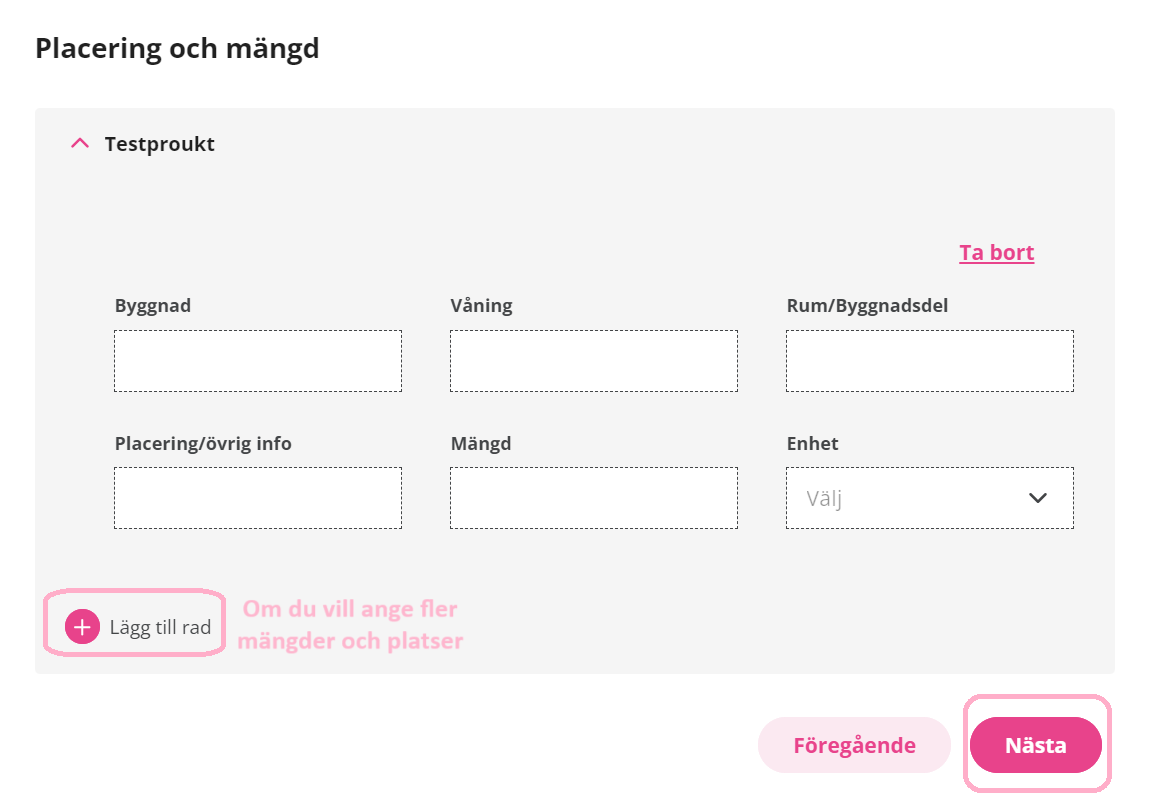 Placering och mängd
Testproukt
Ta bort
Byggnad Våning Rum/Byggnadsdel
Placering/övrig info Mängd Enhet
Välj
Lägg till rad
Om du vill ange fler
mängder och platser
Föregående Nästa